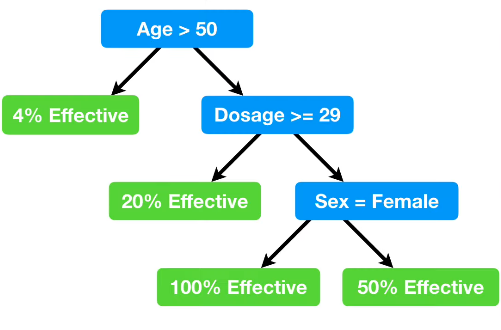 Age > 50
4% Effective
Dosage >= 29
20% Effective
Sex = Female
100% Effective
50% Effective